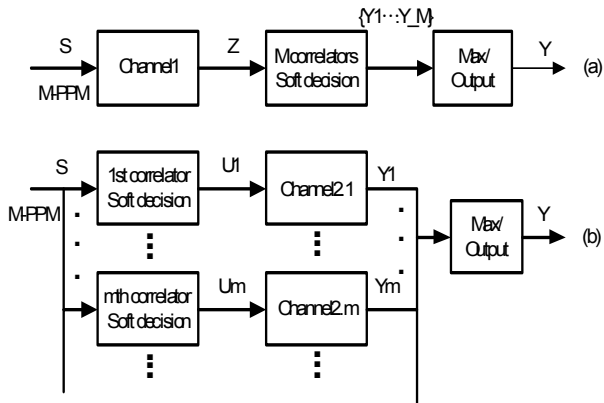 {Y1···Y_M}
S
Z
Y
M-PPM
Channel1
M correlators
Soft decision
Max/
Output
(a)
S
U1
Y1
M-PPM
1st correlator
Soft decision
Channel2.1
Y
Max/
Output
(b)
Um
Ym
mth correlator
Soft decision
Channel2.m